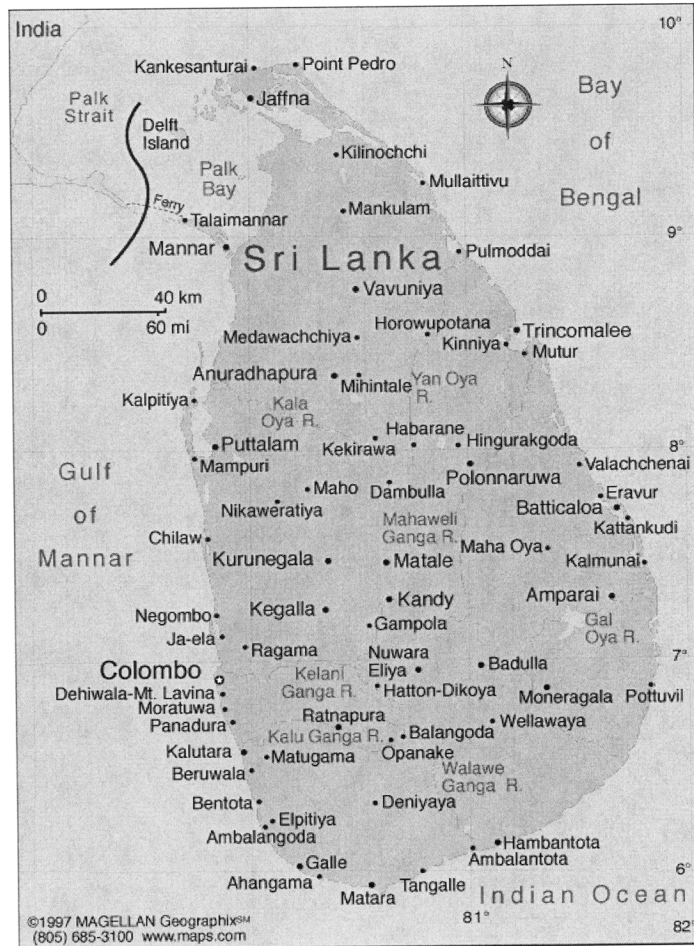 India
10°
Kankesanturai
Point Pedro
N
Palk
Strait
Jaffna
Bay
of
Bengal
Delft
Island
Palk
Bay
Kilinochchi
Mullaittivu
Ferry
Talaimannar
Mankulam
9°
Mannar
Sri Lanka
Pulmoddai
0 40 km
0 60 mi
Vavuniya
Medawachchiya
Horowupotana
Trincomalee
Kinniya
Mutur
Anuradhapura
Mihintale
Yan Oya
R.
Kalpitiya
Kala
Oya R.
Habarane
8°
Puttalam
Kekirawa
Hingurakgoda
Mampuri
Polonnaruwa
Valachchenai
Gulf
of
Mannar
Maho
Dambulla
Eravur
Nikaweratiya
Batticaloa
Kattankudi
Mahaweli
Ganga R.
Chilaw
Maha Oya
Kurunegala
Matale
Kalmunai
Kegalla
Kandy
Amparai
Negombo
Gampola
Gal
Oya R.
Ja-ela
Ragama
Nuwara
Eliya
7°
Colombo
Kelani
Ganga R.
Badulla
Dehiwala-Mt. Lavina
Hatton-Dikoya
Moneragala
Pottuvil
Moratuwa
Ratnapura
Panadura
Kalu Ganga R.
Balangoda
Wellawaya
Kalutara
Matugama
Opanake
Beruwala
Walawe
Ganga R.
Bentota
Deniyaya
Elpitiya
Ambalangoda
Hambantota
Ambalantota
Galle
6°
Ahangama
Tangalle
Matara
Indian Ocean
©1997 MAGELLAN Geographix℠
(805) 685-3100 www.maps.com
81°
82°